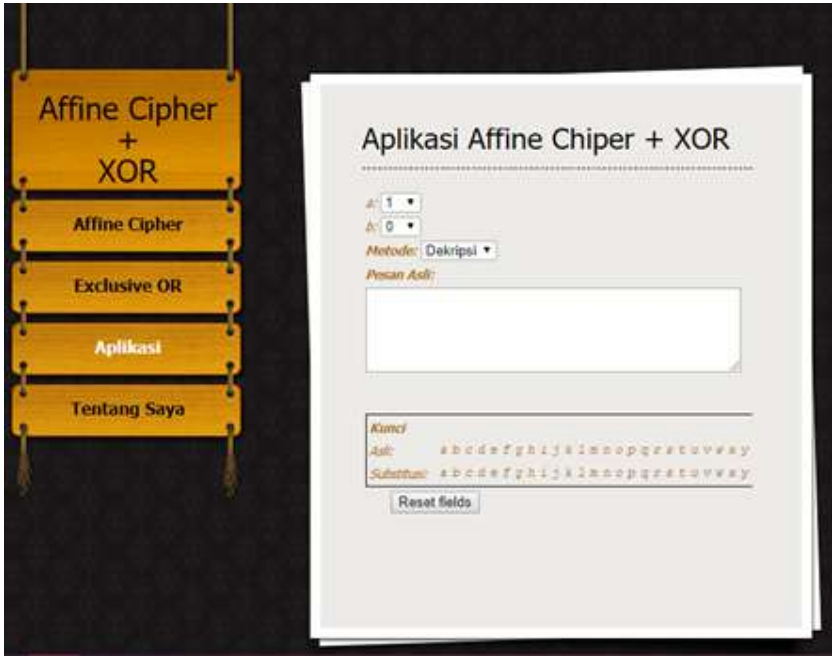 Affine Cipher
+
XOR
Affine Cipher
Exclusive OR
Aplikasi
Tentang Saya
Aplikasi Affine Chiper + XOR
a: 1
b: 0
Metode: Dekripsi
Pesan Asli:
Kunci
Asli: a b c d e f g h i j k l m n o p q r s t u v w x y
Substitusi: a b c d e f g h i j k l m n o p q r s t u v w x y
Reset fields